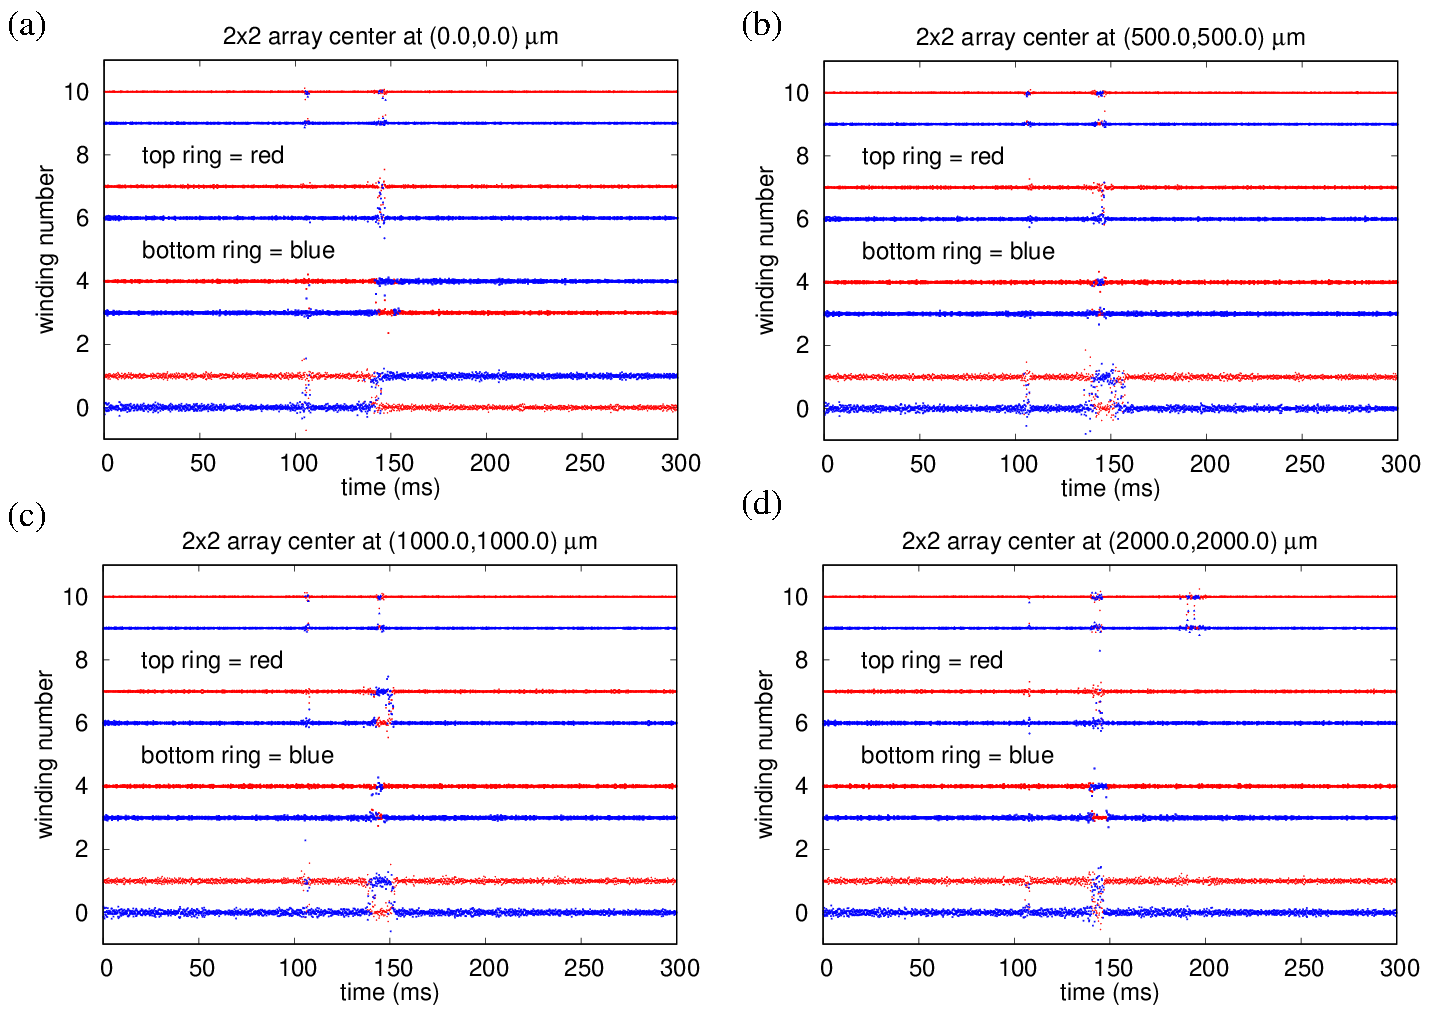 (a)
2x2 array center at (0.0,0.0) μm
winding number
10
8
6
4
2
0
top ring = red
bottom ring = blue
0 50 100 150 200 250 300
time (ms)
(b)
2x2 array center at (500.0,500.0) μm
winding number
10
8
6
4
2
0
top ring = red
bottom ring = blue
0 50 100 150 200 250 300
time (ms)
(c)
2x2 array center at (1000.0,1000.0) μm
winding number
10
8
6
4
2
0
top ring = red
bottom ring = blue
0 50 100 150 200 250 300
time (ms)
(d)
2x2 array center at (2000.0,2000.0) μm
winding number
10
8
6
4
2
0
top ring = red
bottom ring = blue
0 50 100 150 200 250 300
time (ms)